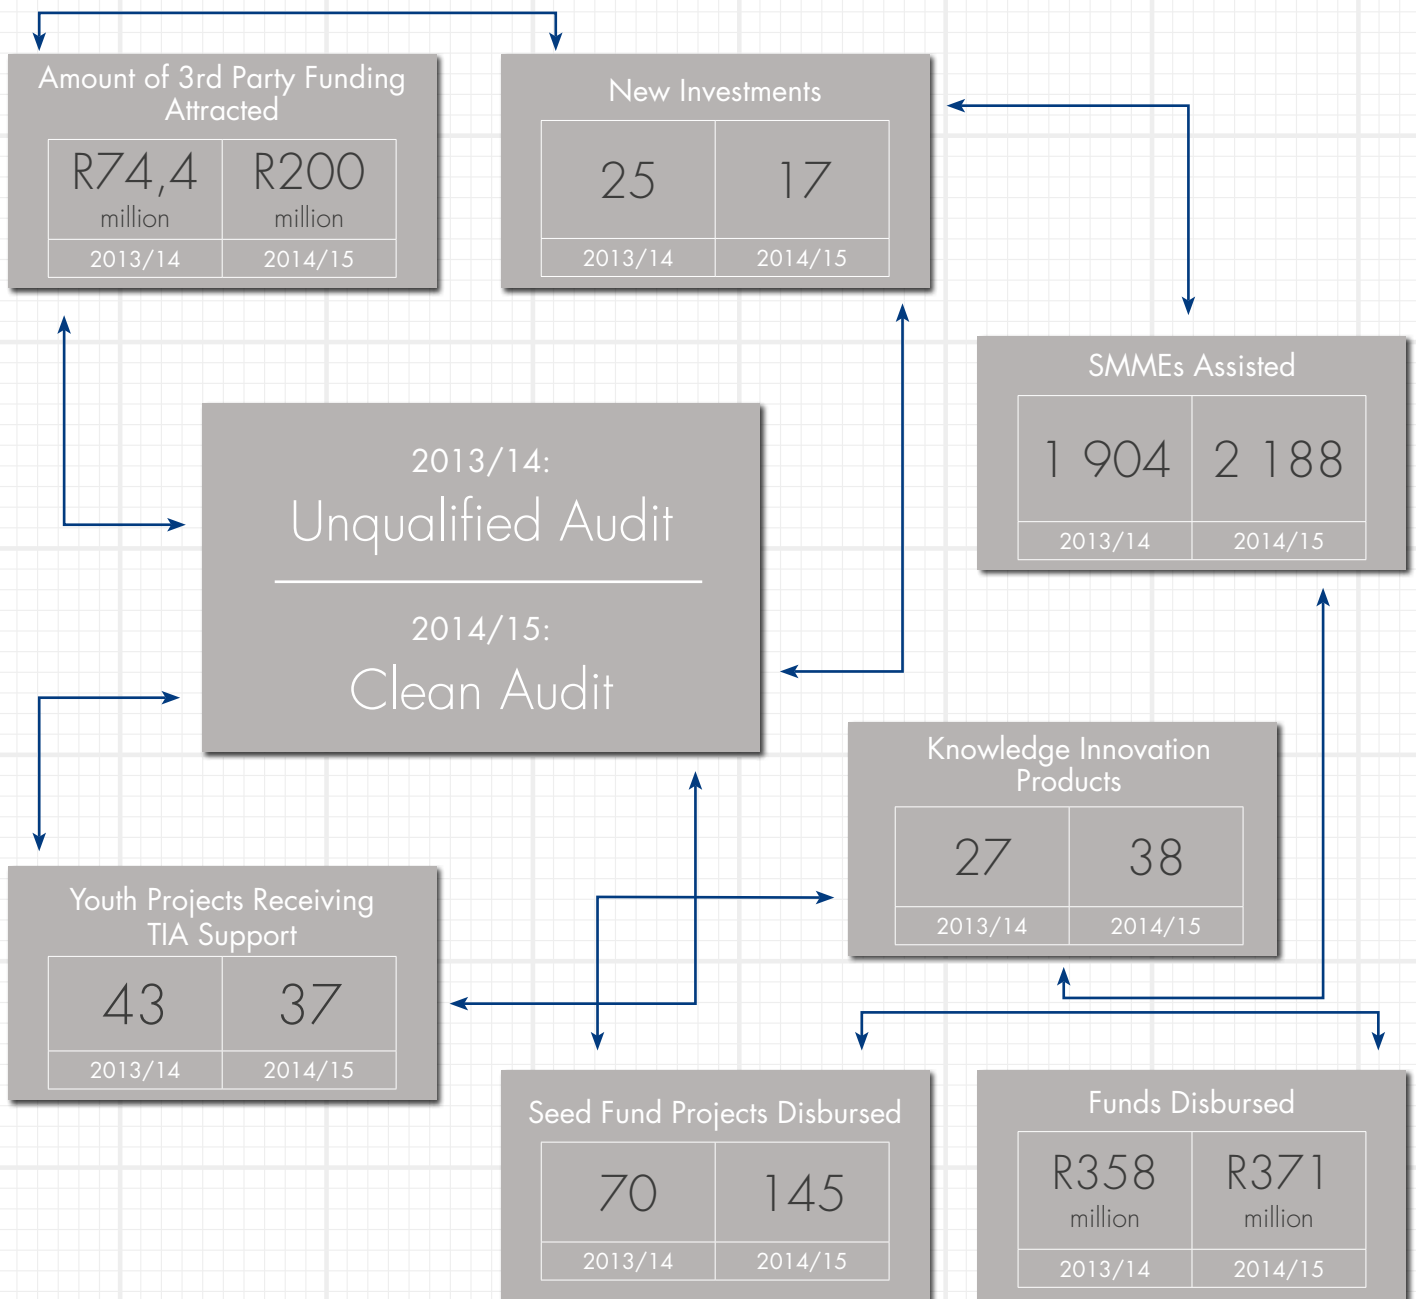 Amount of 3rd Party Funding
Attracted
R74,4 R200
million million
2013/14 2014/15
New Investments
25 17
2013/14 2014/15
SMMEs Assisted
1 904 2 188
2013/14 2014/15
2013/14:
Unqualified Audit
2014/15:
Clean Audit
Knowledge Innovation
Products
27 38
2013/14 2014/15
Youth Projects Receiving
TIA Support
43 37
2013/14 2014/15
Seed Fund Projects Disbursed
70 145
2013/14 2014/15
Funds Disbursed
R358 R371
million million
2013/14 2014/15